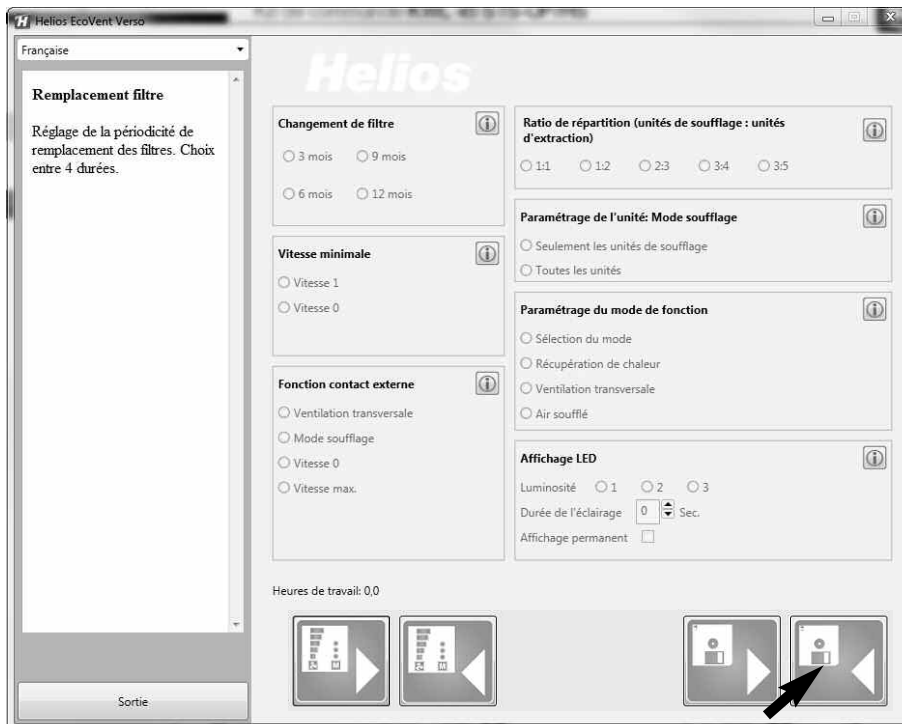 Helios EcoVent Verso
Française
Remplacement filtre
Réglage de la périodicité de
remplacement des filtres. Choix
entre 4 durées.
Sortie
Helios
Changement de filtre
3 mois 9 mois
6 mois 12 mois
Vitesse minimale
Vitesse 1
Vitesse 0
Fonction contact externe
Ventilation transversale
Mode soufflage
Vitesse 0
Vitesse max.
Ratio de répartition (unités de soufflage : unités
d'extraction)
1:1 1:2 2:3 3:4 3:5
Paramétrage de l'unité: Mode soufflage
Seulement les unités de soufflage
Toutes les unités
Paramétrage du mode de fonction
Sélection du mode
Récupération de chaleur
Ventilation transversale
Air soufflé
Affichage LED
Luminosité 1 2 3
Durée de l'éclairage 0 Sec.
Affichage permanent
Heures de travail: 0,0